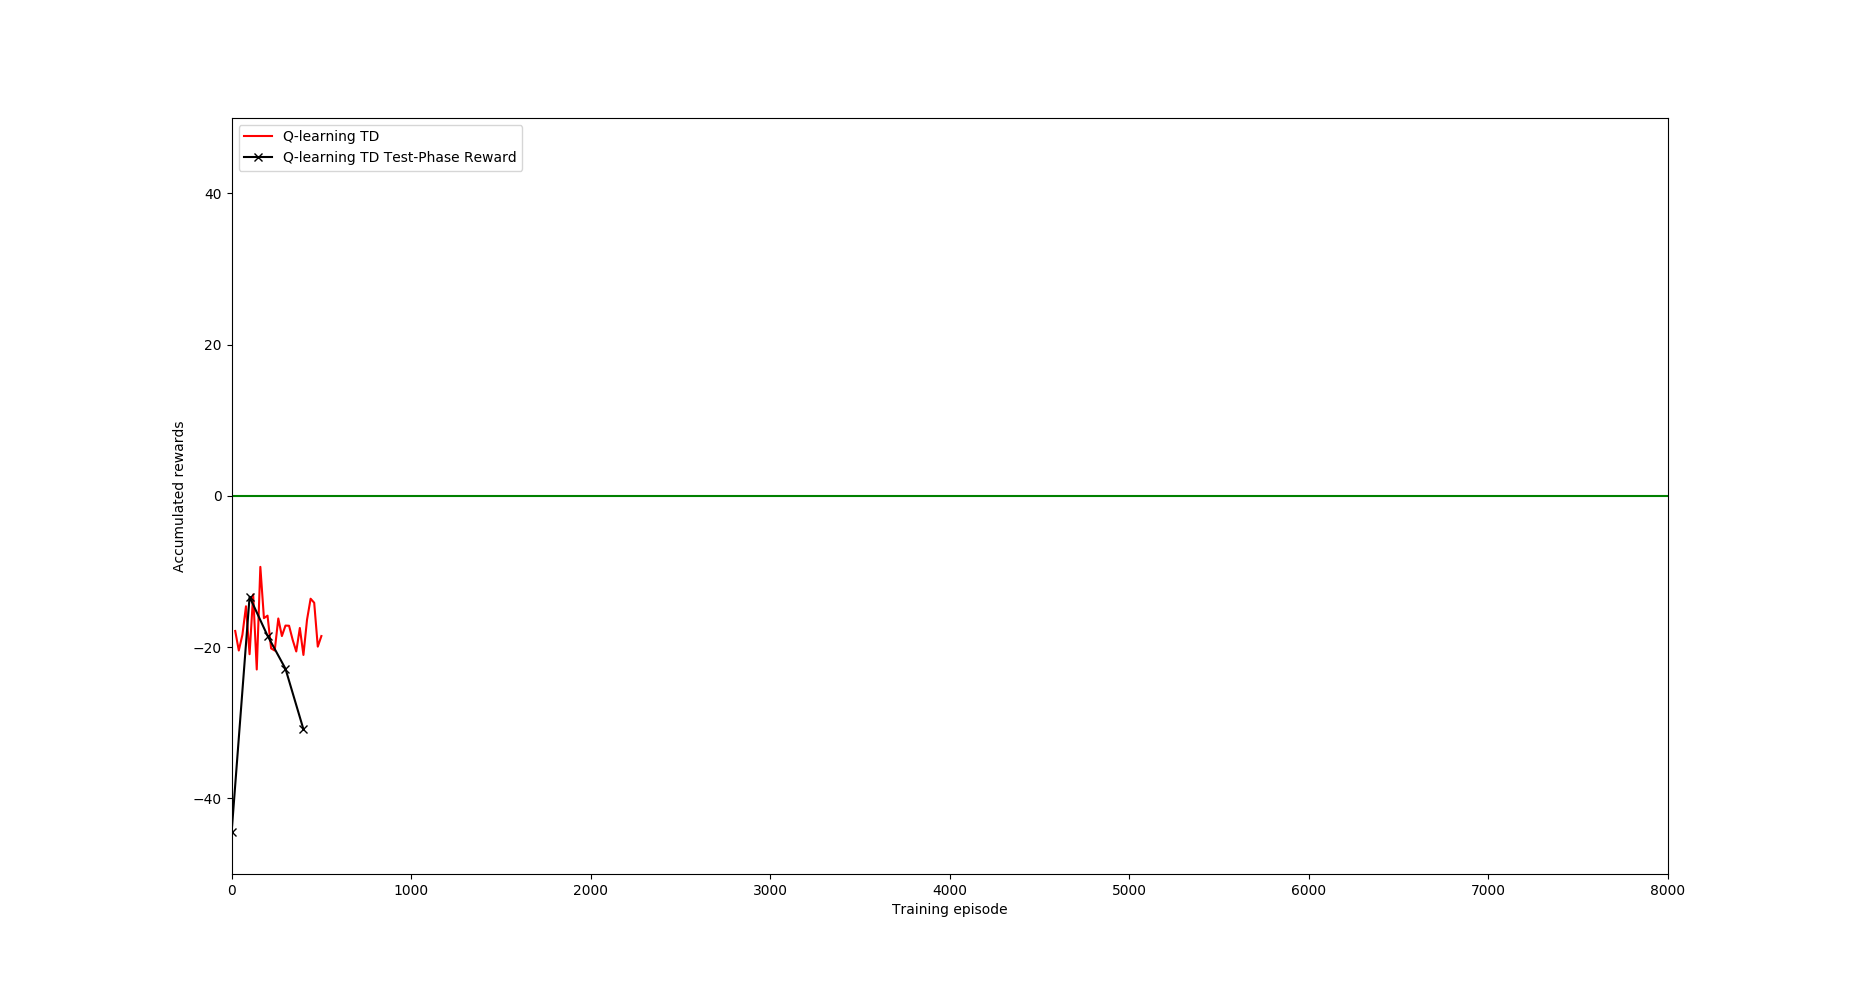 Q-learning TD
Q-learning TD Test-Phase Reward
40
20
0
−20
−40
Accumulated rewards
0 1000 2000 3000 4000 5000 6000 7000 8000
Training episode